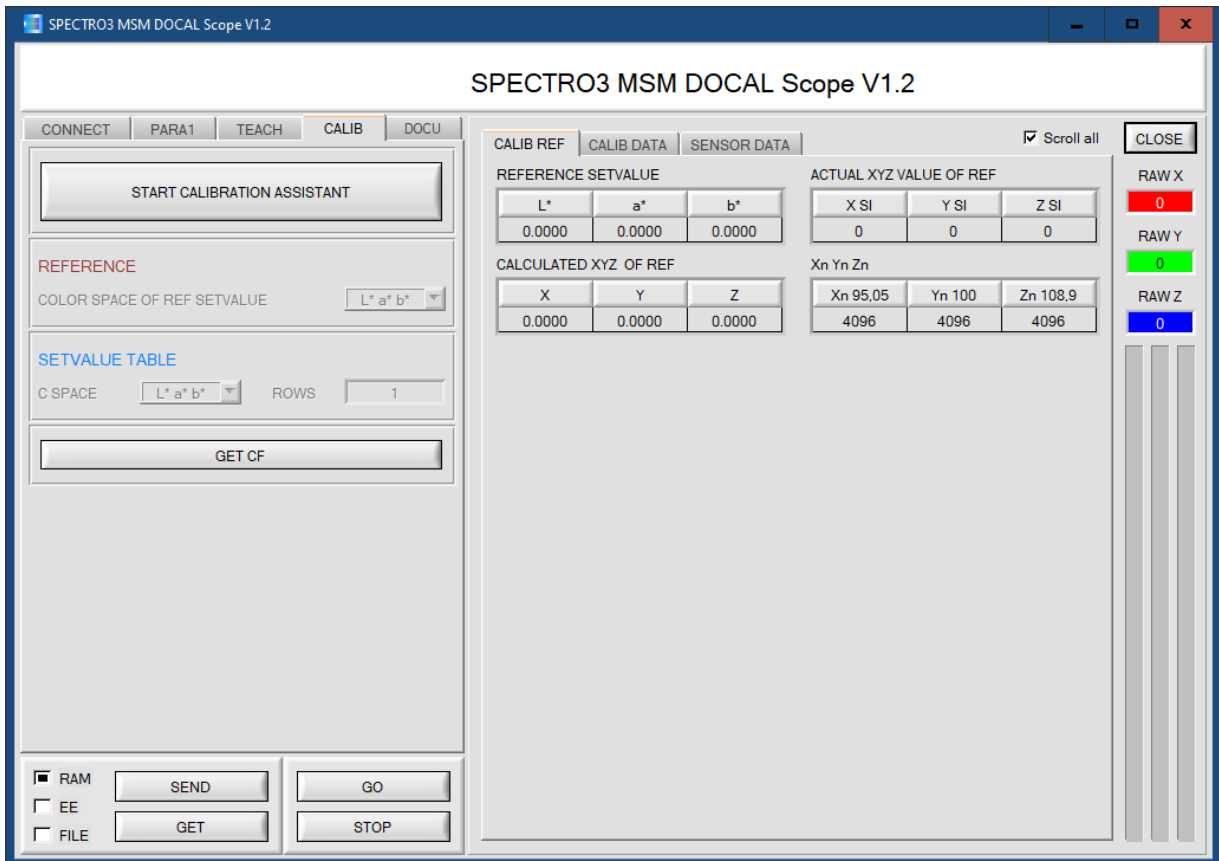 SPECTRO3 MSM DOCAL Scope V1.2
SPECTRO3 MSM DOCAL Scope V1.2
CONNECT PARA1 TEACH CALIB DOCU
START CALIBRATION ASSISTANT
REFERENCE
COLOR SPACE OF REF SETVALUE L* a* b*
SETVALUE TABLE
C SPACE L* a* b* ROWS 1
GET CF
RAM
EE
FILE
SEND
GET
GO
STOP
CALIB REF CALIB DATA SENSOR DATA
Scroll all
REFERENCE SETVALUE
L* a* b*
0.0000 0.0000 0.0000
ACTUAL XYZ VALUE OF REF
X SI Y SI Z SI
0 0 0
CALCULATED XYZ OF REF
X Y Z
0.0000 0.0000 0.0000
Xn Yn Zn
Xn 95,05 Yn 100 Zn 108,9
4096 4096 4096
CLOSE
RAW X
0
RAW Y
0
RAW Z
0